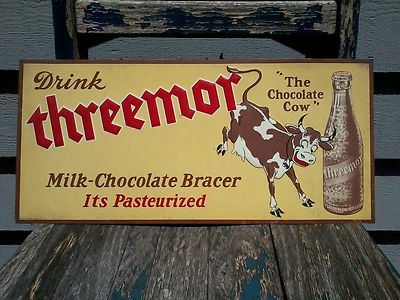 Drink
threemor
"The
Chocolate
Cow"
Milk-Chocolate Bracer
Its Pasteurized
threemor